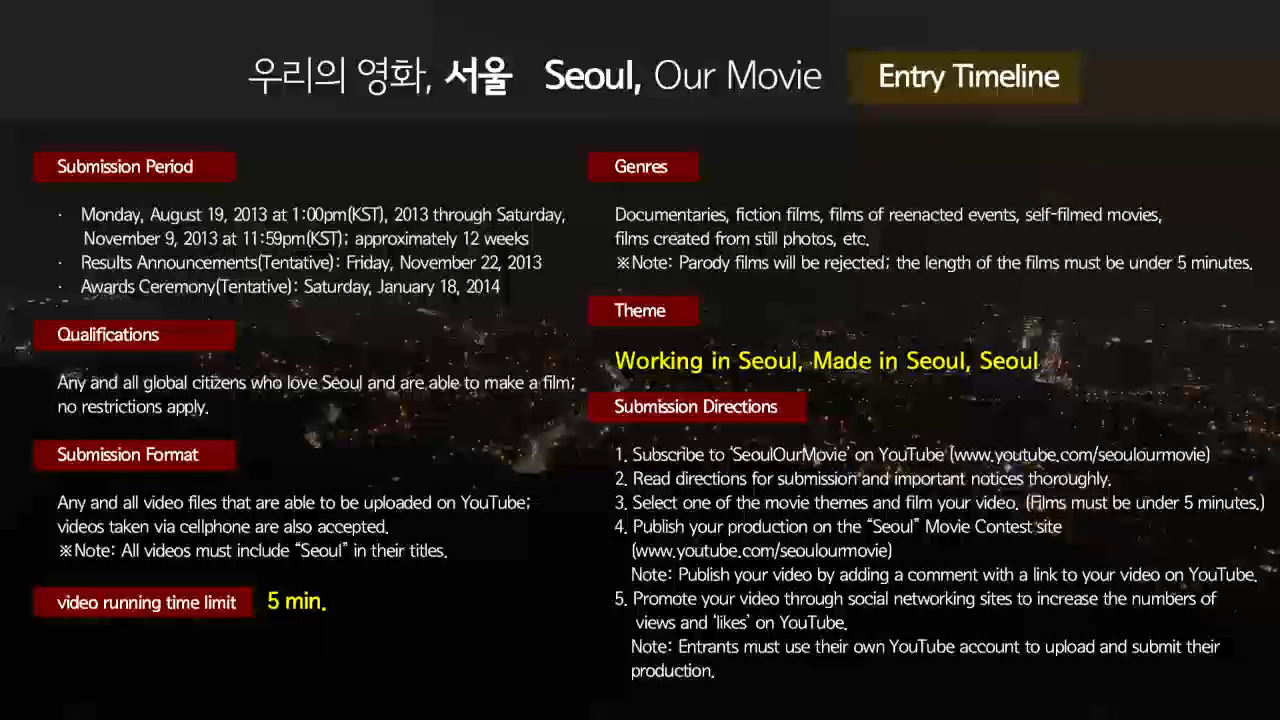 우리의 영화, 서울 Seoul, Our Movie Entry Timeline
Submission Period
· Monday, August 19, 2013 at 1:00pm(KST), 2013 through Saturday,
November 9, 2013 at 11:59pm(KST); approximately 12 weeks
· Results Announcements(Tentative): Friday, November 22, 2013
· Awards Ceremony(Tentative): Saturday, January 18, 2014
Qualifications
Any and all global citizens who love Seoul and are able to make a film;
no restrictions apply.
Submission Format
Any and all video files that are able to be uploaded on YouTube;
videos taken via cellphone are also accepted.
※Note: All videos must include “Seoul” in their titles.
video running time limit 5 min.
Genres
Documentaries, fiction films, films of reenacted events, self-filmed movies,
films created from still photos, etc.
※Note: Parody films will be rejected; the length of the films must be under 5 minutes.
Theme
Working in Seoul, Made in Seoul, Seoul
Submission Directions
1. Subscribe to ‘SeoulOurMovie’ on YouTube (www.youtube.com/seoulourmovie)
2. Read directions for submission and important notices thoroughly.
3. Select one of the movie themes and film your video. (Films must be under 5 minutes.)
4. Publish your production on the “Seoul” Movie Contest site
(www.youtube.com/seoulourmovie)
Note: Publish your video by adding a comment with a link to your video on YouTube.
5. Promote your video through social networking sites to increase the numbers of
views and ‘likes’ on YouTube.
Note: Entrants must use their own YouTube account to upload and submit their
production.